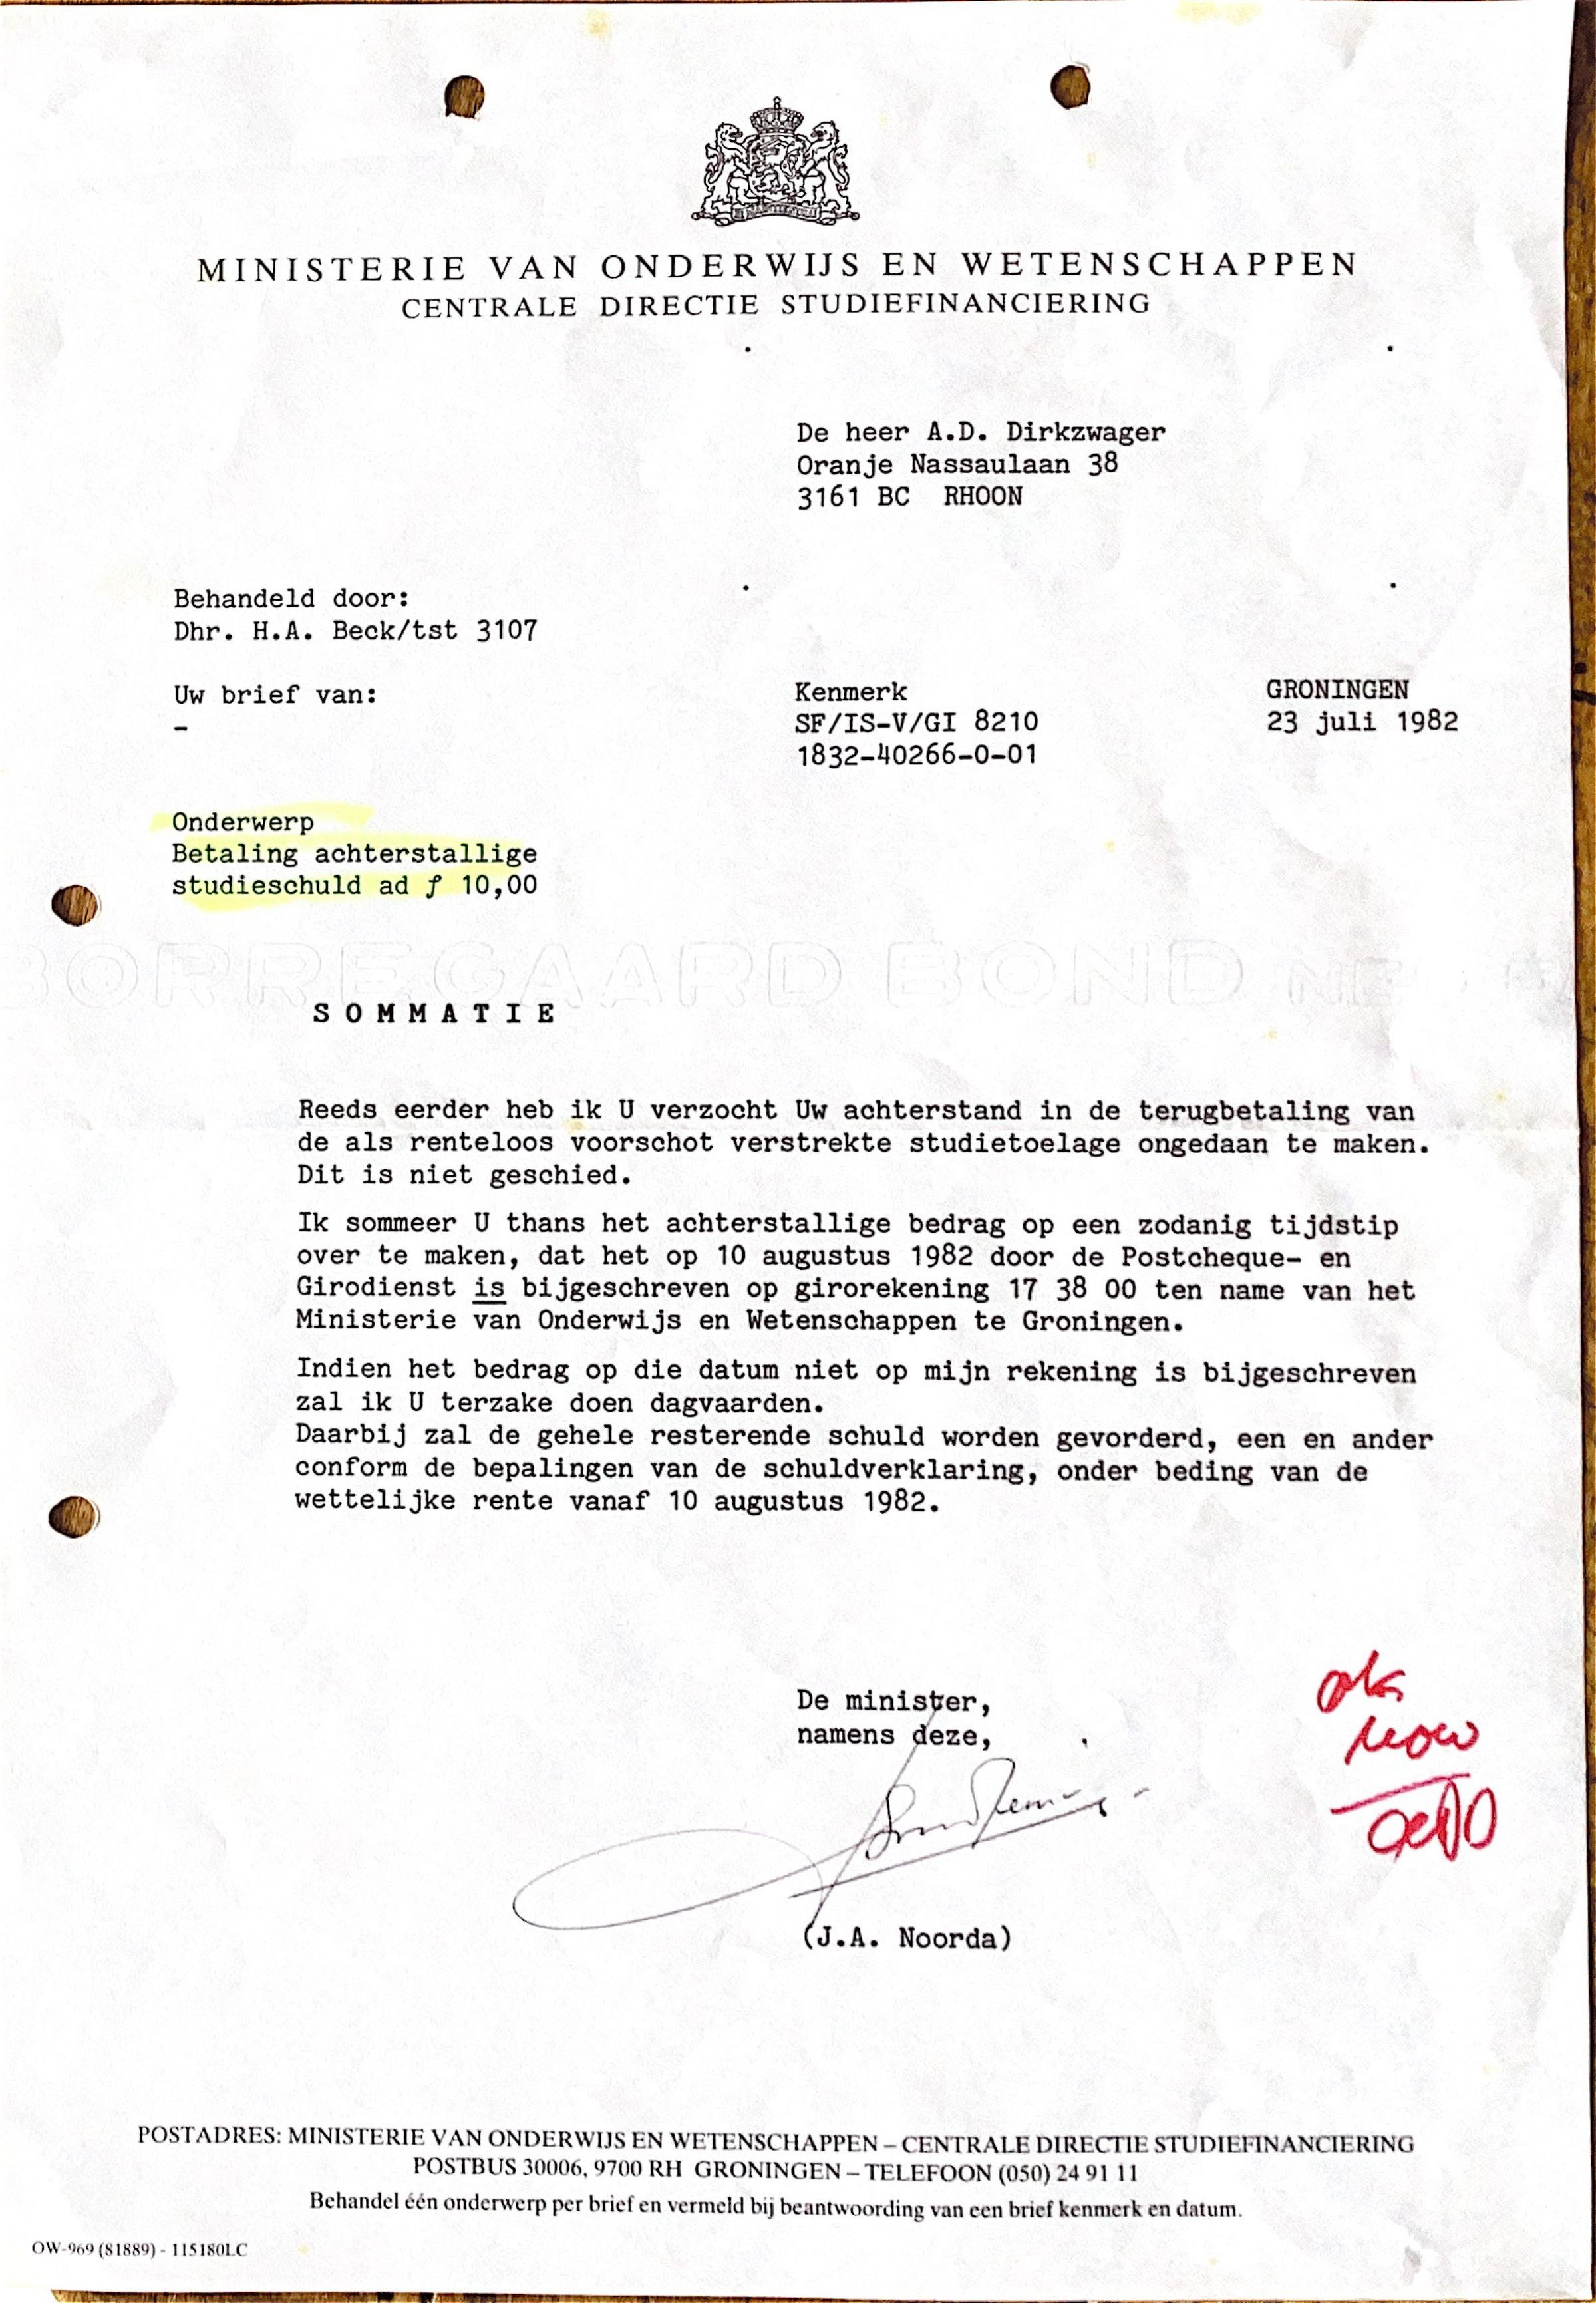 MINISTERIE VAN ONDERWIJS EN WETENSCHAPPEN
CENTRALE DIRECTIE STUDIEFINANCIERING
De heer A.D. Dirkzwager
Oranje Nassaulaan 38
3161 BC RHOON
Behandeld door:
Dhr. H.A. Beck/tst 3107
Uw brief van:
-
Kenmerk
SF/IS-V/GI 8210
1832-40266-0-01
GRONINGEN
23 juli 1982
Onderwerp
Betaling achterstallige
studieschuld ad ƒ 10,00
BORREGAARD BOND
SOMMATIE
Reeds eerder heb ik U verzocht Uw achterstand in de terugbetaling van
de als renteloos voorschot verstrekte studietoelage ongedaan te maken.
Dit is niet geschied.
Ik sommeer U thans het achterstallige bedrag op een zodanig tijdstip
over te maken, dat het op 10 augustus 1982 door de Postcheque- en
Girodienst is bijgeschreven op girorekening 17 38 00 ten name van het
Ministerie van Onderwijs en Wetenschappen te Groningen.
Indien het bedrag op die datum niet op mijn rekening is bijgeschreven
zal ik U terzake doen dagvaarden.
Daarbij zal de gehele resterende schuld worden gevorderd, een en ander
conform de bepalingen van de schuldverklaring, onder beding van de
wettelijke rente vanaf 10 augustus 1982.
De minister,
namens deze,
(J.A. Noorda)
POSTADRES: MINISTERIE VAN ONDERWIJS EN WETENSCHAPPEN – CENTRALE DIRECTIE STUDIEFINANCIERING
POSTBUS 30006, 9700 RH GRONINGEN – TELEFOON (050) 24 91 11
Behandel één onderwerp per brief en vermeld bij beantwoording van een brief kenmerk en datum.
OW-969 (81889) - 115180LC